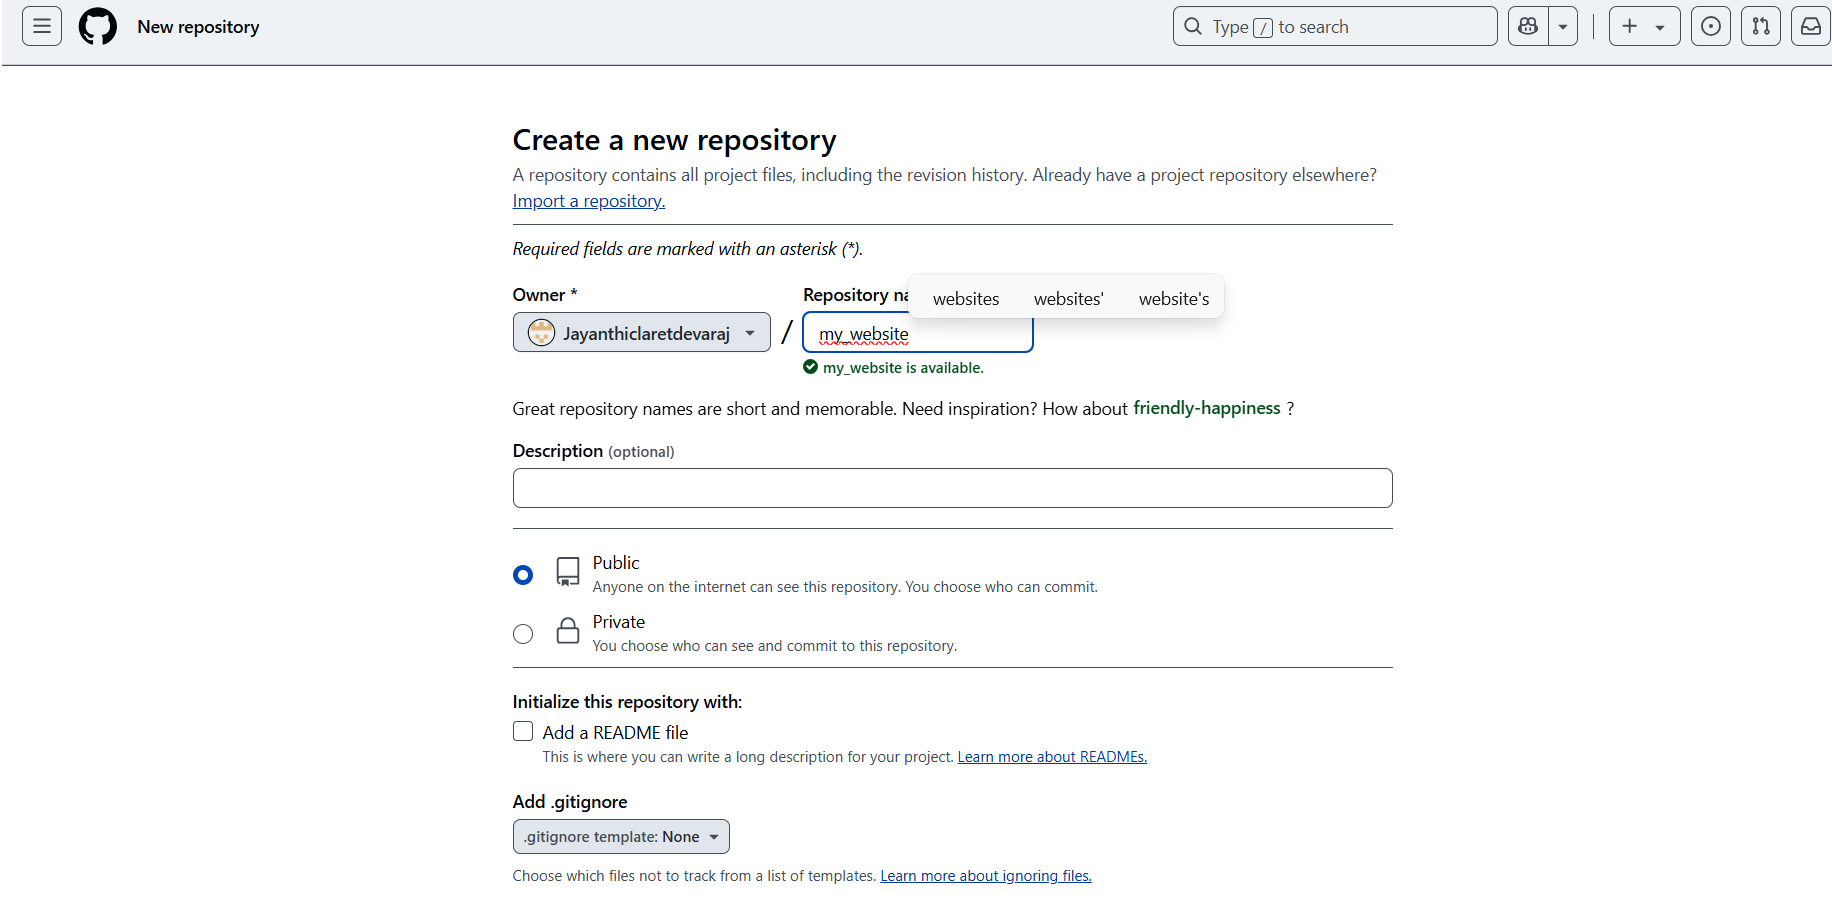 New repository
Type / to search
Create a new repository
A repository contains all project files, including the revision history. Already have a project repository elsewhere?
Import a repository.
Required fields are marked with an asterisk (*).
Owner *
Repository na
websites websites' website's
Jayanthiclaretdevaraj / my_website
my_website is available.
Great repository names are short and memorable. Need inspiration? How about friendly-happiness ?
Description (optional)
Public
Anyone on the internet can see this repository. You choose who can commit.
Private
You choose who can see and commit to this repository.
Initialize this repository with:
Add a README file
This is where you can write a long description for your project. Learn more about READMEs.
Add .gitignore
.gitignore template: None
Choose which files not to track from a list of templates. Learn more about ignoring files.